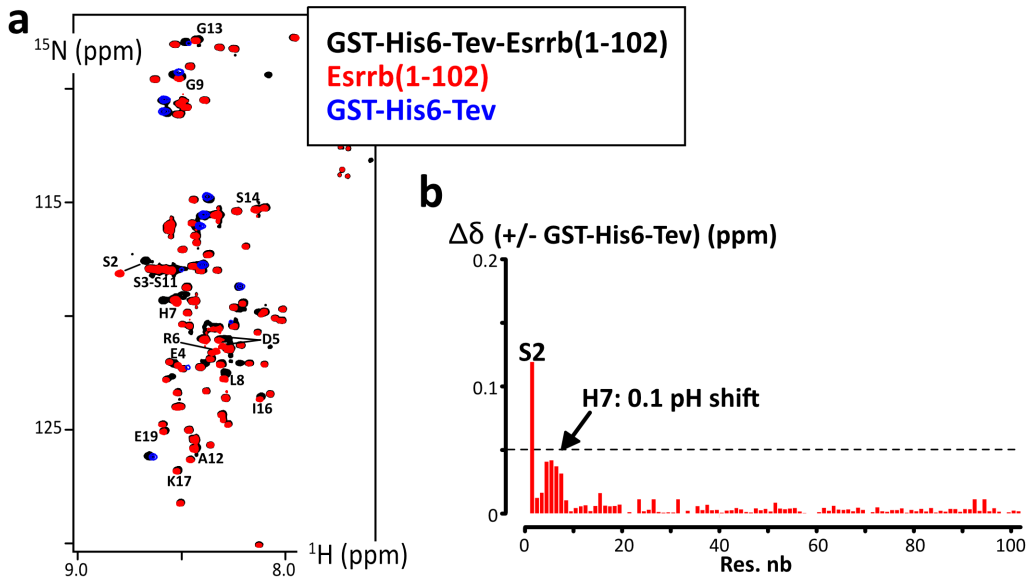 a
¹⁵N (ppm)
G13
G9
GST-His6-Tev-Esrrb(1-102)
Esrrb(1-102)
GST-His6-Tev
115
S14
S2
S3-S11
H7
R6
D5
E4
L8
I16
125
E19
A12
K17
9.0
8.0
¹H (ppm)
b
Δδ (+/- GST-His6-Tev) (ppm)
0.2
S2
0.1
H7: 0.1 pH shift
0
0
20
40
60
80
100
Res. nb